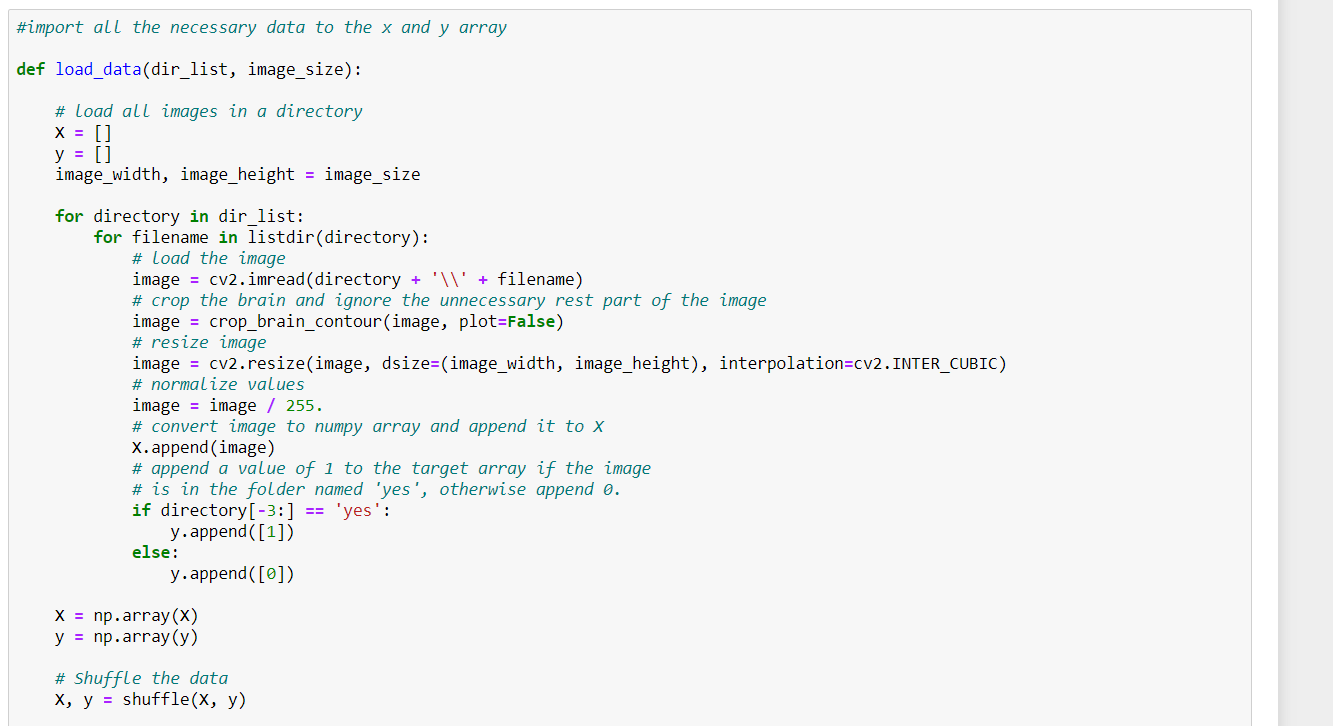 #import all the necessary data to the x and y array
def load_data(dir_list, image_size):
# load all images in a directory
X = []
y = []
image_width, image_height = image_size
for directory in dir_list:
for filename in listdir(directory):
# load the image
image = cv2.imread(directory + '\\' + filename)
# crop the brain and ignore the unnecessary rest part of the image
image = crop_brain_contour(image, plot=False)
# resize image
image = cv2.resize(image, dsize=(image_width, image_height), interpolation=cv2.INTER_CUBIC)
# normalize values
image = image / 255.
# convert image to numpy array and append it to X
X.append(image)
# append a value of 1 to the target array if the image
# is in the folder named 'yes', otherwise append 0.
if directory[-3:] == 'yes':
y.append([1])
else:
y.append([0])
X = np.array(X)
y = np.array(y)
# Shuffle the data
X, y = shuffle(X, y)